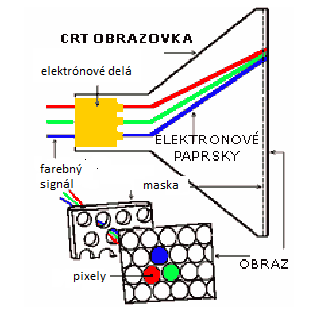 CRT OBRAZOVKA
elektrónové delá
ELEKTRONOVÉ
PAPRSKY
farebný
signál
maska
OBRAZ
pixely